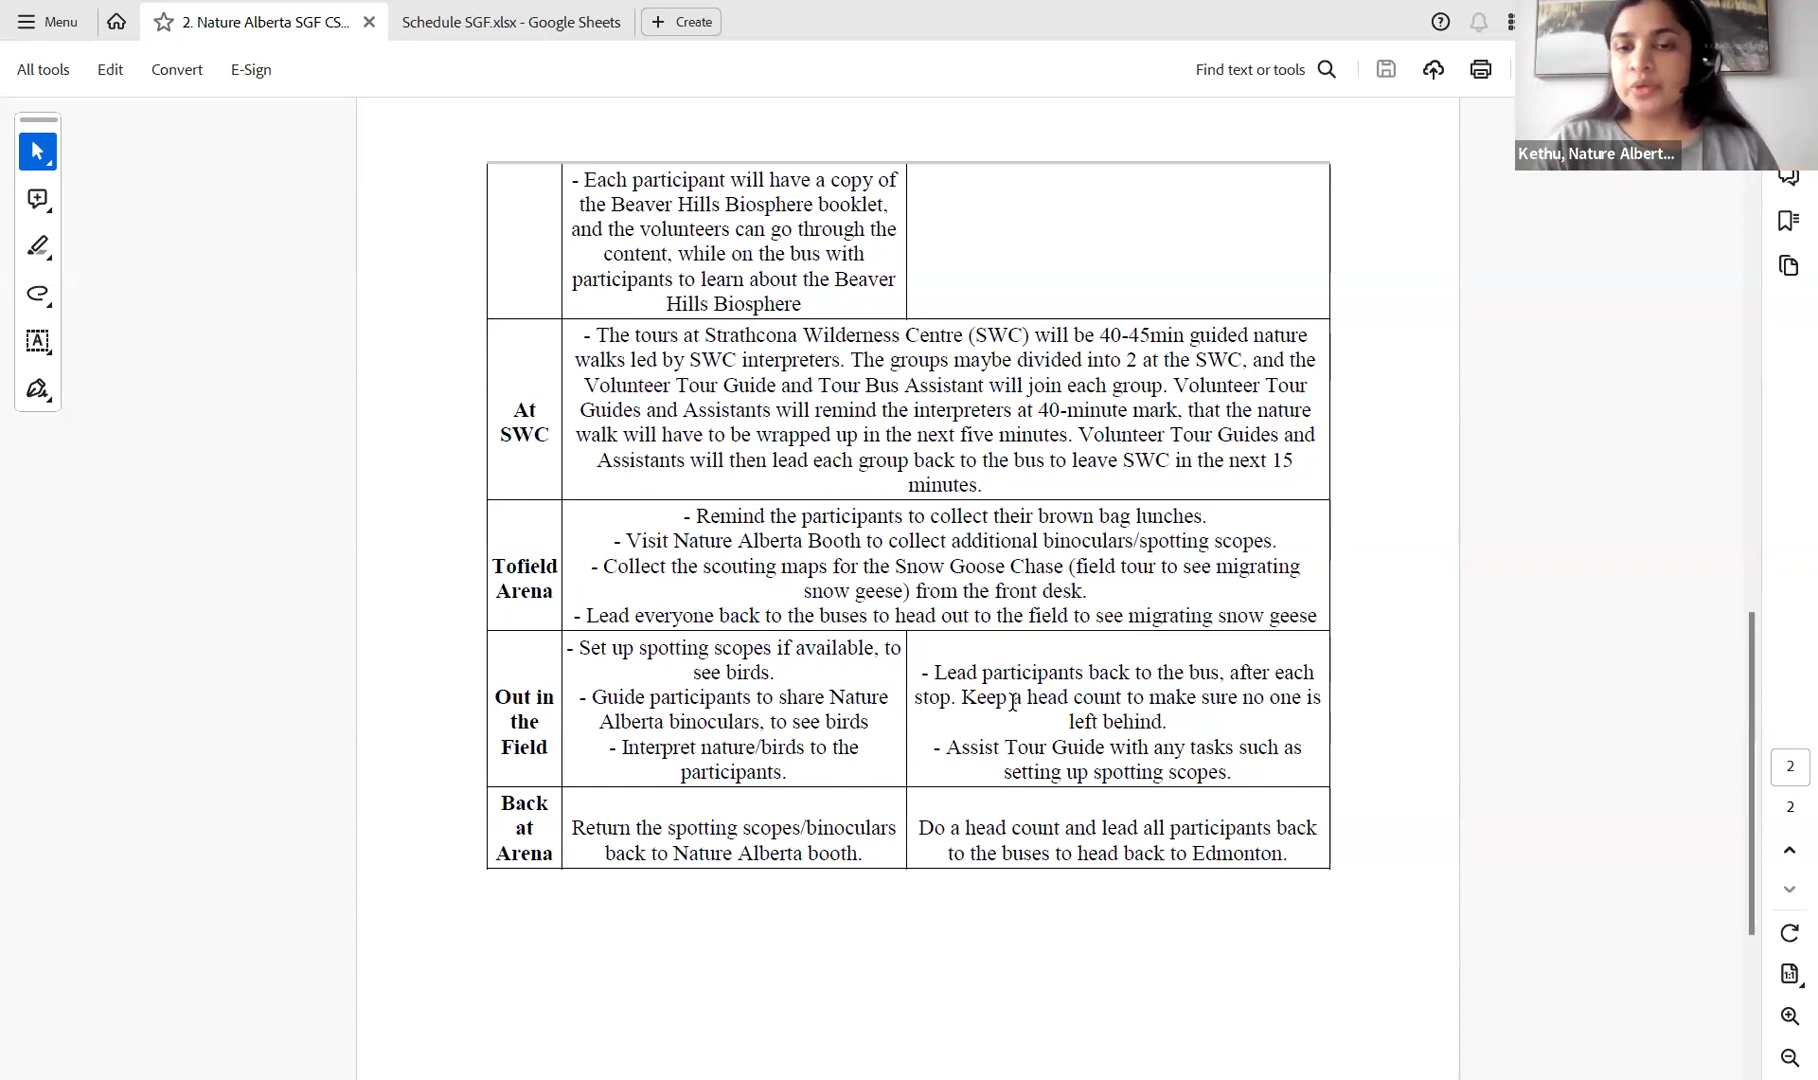 Menu
2. Nature Alberta SGF CS...
Schedule SGF.xlsx - Google Sheets
Create
All tools
Edit
Convert
E-Sign
Find text or tools
Kethu, Nature Albert...
- Each participant will have a copy of
the Beaver Hills Biosphere booklet,
and the volunteers can go through the
content, while on the bus with
participants to learn about the Beaver
Hills Biosphere
At
SWC
- The tours at Strathcona Wilderness Centre (SWC) will be 40-45min guided nature
walks led by SWC interpreters. The groups maybe divided into 2 at the SWC, and the
Volunteer Tour Guide and Tour Bus Assistant will join each group. Volunteer Tour
Guides and Assistants will remind the interpreters at 40-minute mark, that the nature
walk will have to be wrapped up in the next five minutes. Volunteer Tour Guides and
Assistants will then lead each group back to the bus to leave SWC in the next 15
minutes.
Tofield
Arena
- Remind the participants to collect their brown bag lunches.
- Visit Nature Alberta Booth to collect additional binoculars/spotting scopes.
- Collect the scouting maps for the Snow Goose Chase (field tour to see migrating
snow geese) from the front desk.
- Lead everyone back to the buses to head out to the field to see migrating snow geese
Out in
the
Field
- Set up spotting scopes if available, to
see birds.
- Guide participants to share Nature
Alberta binoculars, to see birds
- Interpret nature/birds to the
participants.
- Lead participants back to the bus, after each
stop. Keep a head count to make sure no one is
left behind.
- Assist Tour Guide with any tasks such as
setting up spotting scopes.
Back
at
Arena
Return the spotting scopes/binoculars
back to Nature Alberta booth.
Do a head count and lead all participants back
to the buses to head back to Edmonton.
2
2
1:1